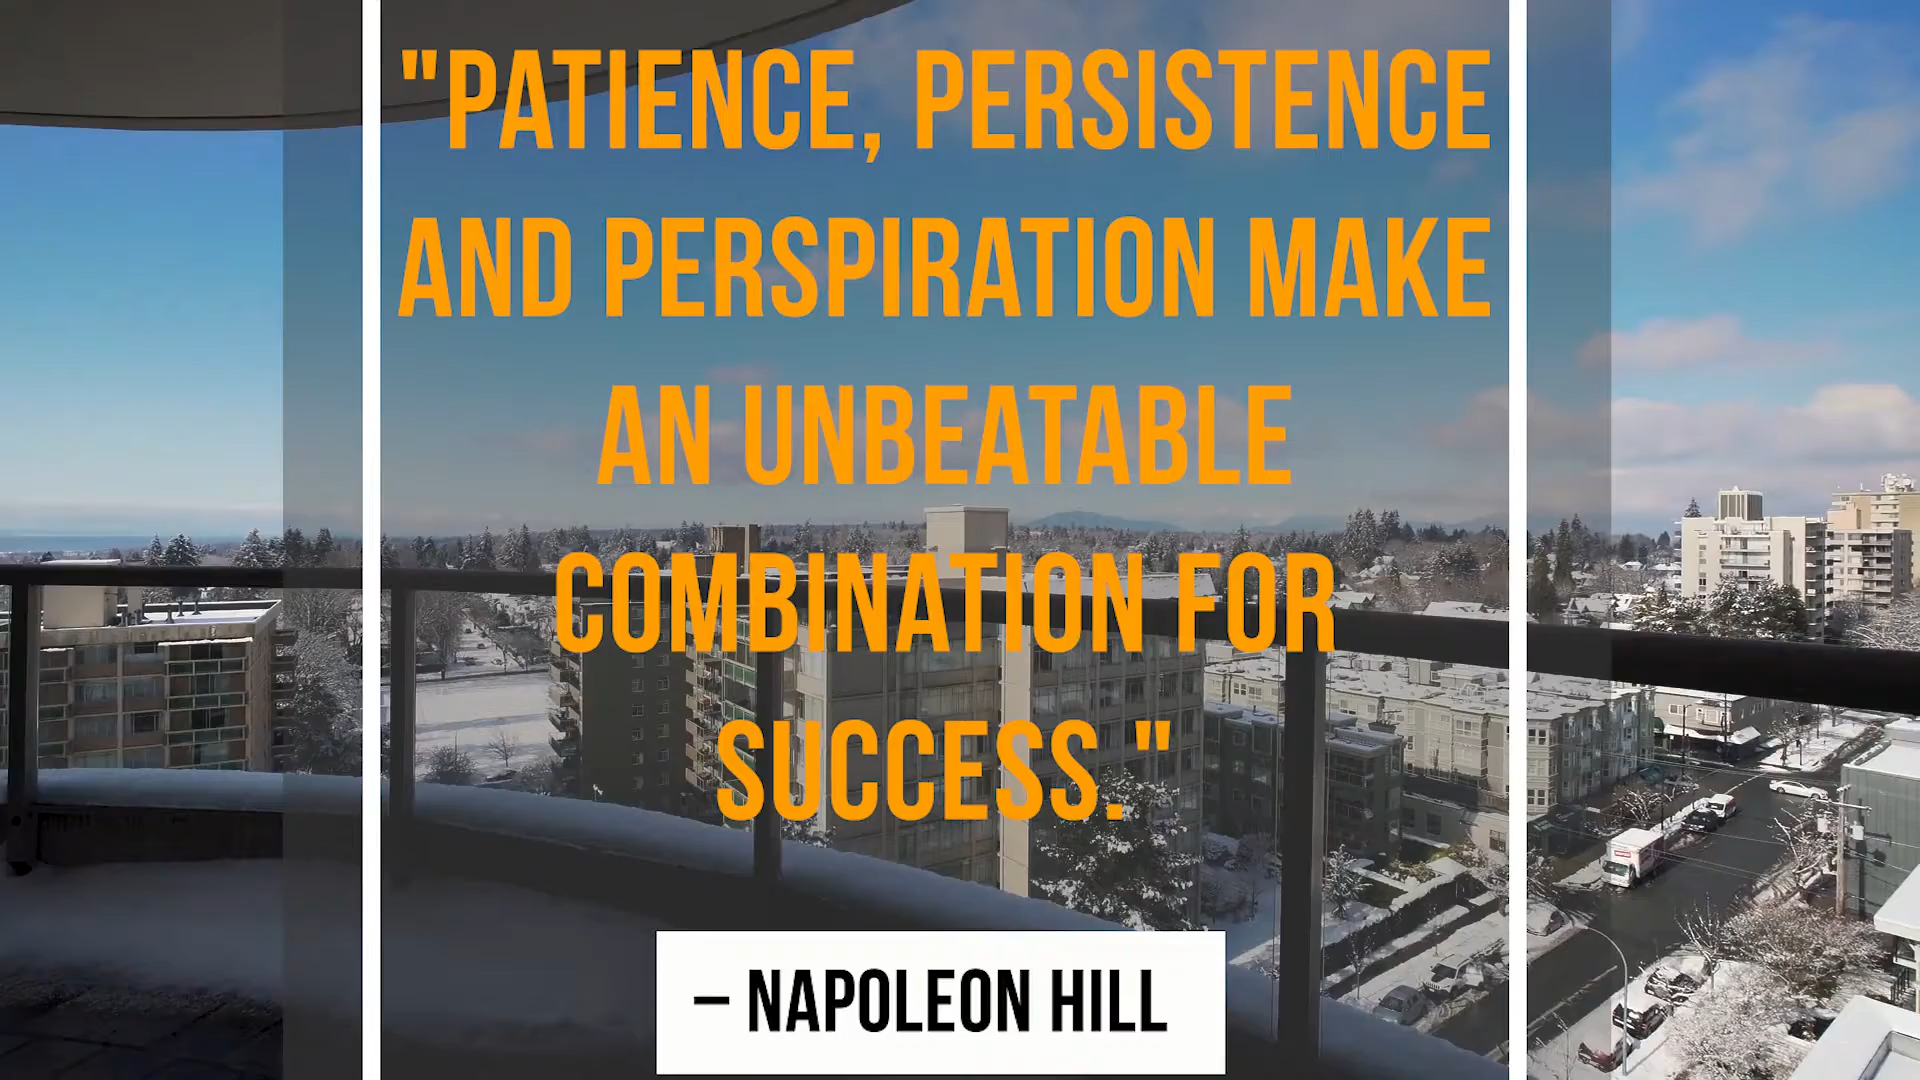 "PATIENCE, PERSISTENCE
AND PERSPIRATION MAKE
AN UNBEATABLE
COMBINATION FOR
SUCCESS."
– NAPOLEON HILL